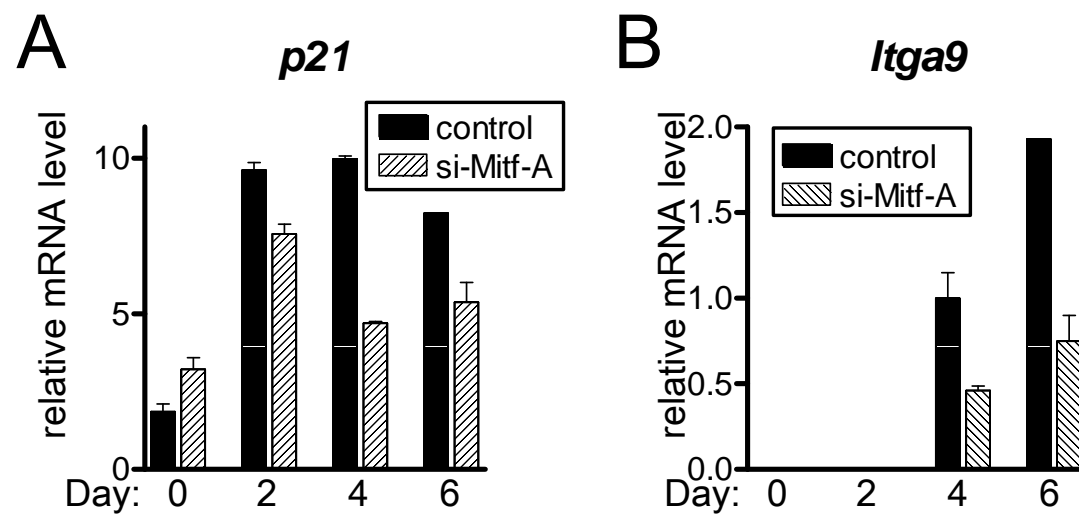 A
p21
relative mRNA level
control
si-Mitf-A
10
5
0
Day: 0 2 4 6
B
Itga9
relative mRNA level
control
si-Mitf-A
2.0
1.5
1.0
0.5
0.0
Day: 0 2 4 6